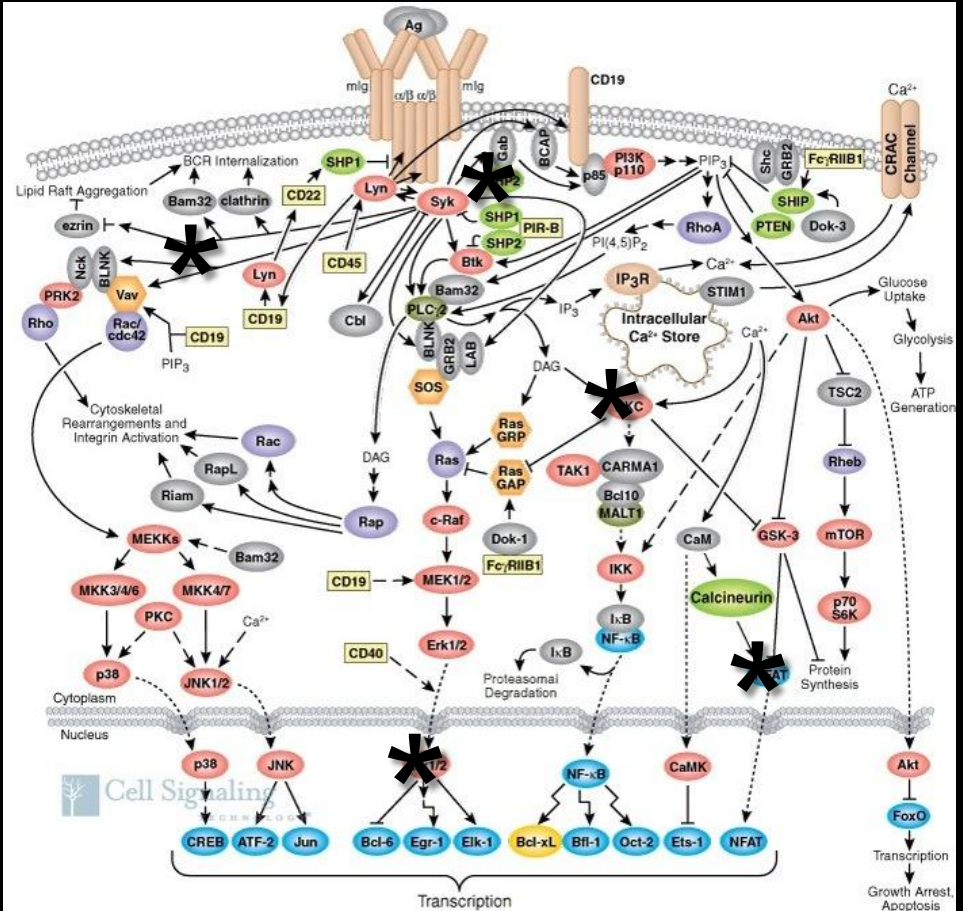 Ag
mIg
α/β α/β
mIg
CD19
Ca²⁺
CRAC
Channel
BCR Internalization
SHP1
Lyn
Gab
BCAP
p85
PI3K
p110
PIP₃
Shc
GRB2
FcγRIIB1
Lipid Raft Aggregation
CD22
Bam32
clathrin
Syk
SHIP
ezrin
SHP1
PIR-B
SHP2
PTEN
Dok-3
RhoA
PI(4,5)P₂
Nck
BLNK
Lyn
CD45
Btk
Ca²⁺
IP₃R
STIM1
PRK2
Vav
Bam32
IP₃
Glucose
Uptake
Rho
Rac/
cdc42
CD19
Cbl
PLCγ2
Intracellular
Ca²⁺ Store
Akt
Ca²⁺
CD19
PIP₃
BLNK
GRB2
LAB
Glycolysis
DAG
SOS
TSC2
ATP
Generation
Cytoskeletal
Rearrangements and
Integrin Activation
Rac
Ras
GRP
RapL
DAG
Ras
Ras
GAP
TAK1
CARMA1
Rheb
Riam
Bcl10
MALT1
Rap
c-Raf
MEKKs
Dok-1
CaM
GSK-3
mTOR
Bam32
FcγRIIB1
IKK
CD19
MEK1/2
MKK3/4/6
MKK4/7
Calcineurin
p70
S6K
PKC
Ca²⁺
IκB
NF-κB
Erk1/2
CD40
IκB
p38
JNK1/2
Proteasomal
Degradation
Protein
Synthesis
Cytoplasm
Nucleus
p38
JNK
NF-κB
CaMK
Akt
Cell Signaling
TECHNOLOGY®
FoxO
CREB
ATF-2
Jun
Bcl-6
Egr-1
Elk-1
Bcl-xL
Bfl-1
Oct-2
Ets-1
NFAT
Transcription
Transcription
Growth Arrest,
Apoptosis